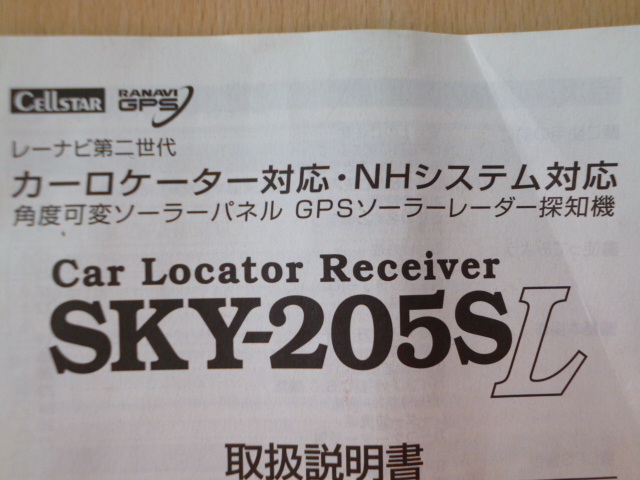 CELLSTAR RANAVI GPS
レーナビ第二世代
カーロケーター対応・NHシステム対応
角度可変ソーラーパネル GPSソーラーレーダー探知機
Car Locator Receiver
SKY-205SL
取扱説明書